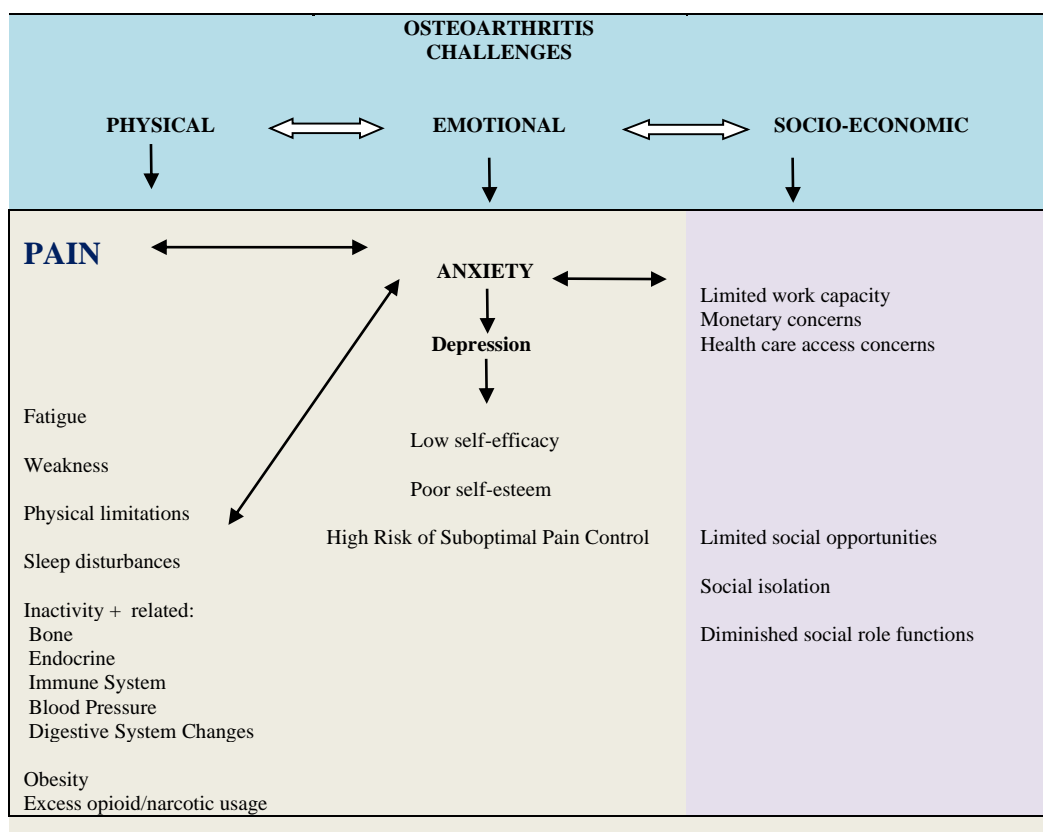 OSTEOARTHRITIS
CHALLENGES
PHYSICAL
EMOTIONAL
SOCIO-ECONOMIC
PAIN
Fatigue
Weakness
Physical limitations
Sleep disturbances
Inactivity + related:
Bone
Endocrine
Immune System
Blood Pressure
Digestive System Changes
Obesity
Excess opioid/narcotic usage
ANXIETY
Depression
Low self-efficacy
Poor self-esteem
High Risk of Suboptimal Pain Control
Limited work capacity
Monetary concerns
Health care access concerns
Limited social opportunities
Social isolation
Diminished social role functions